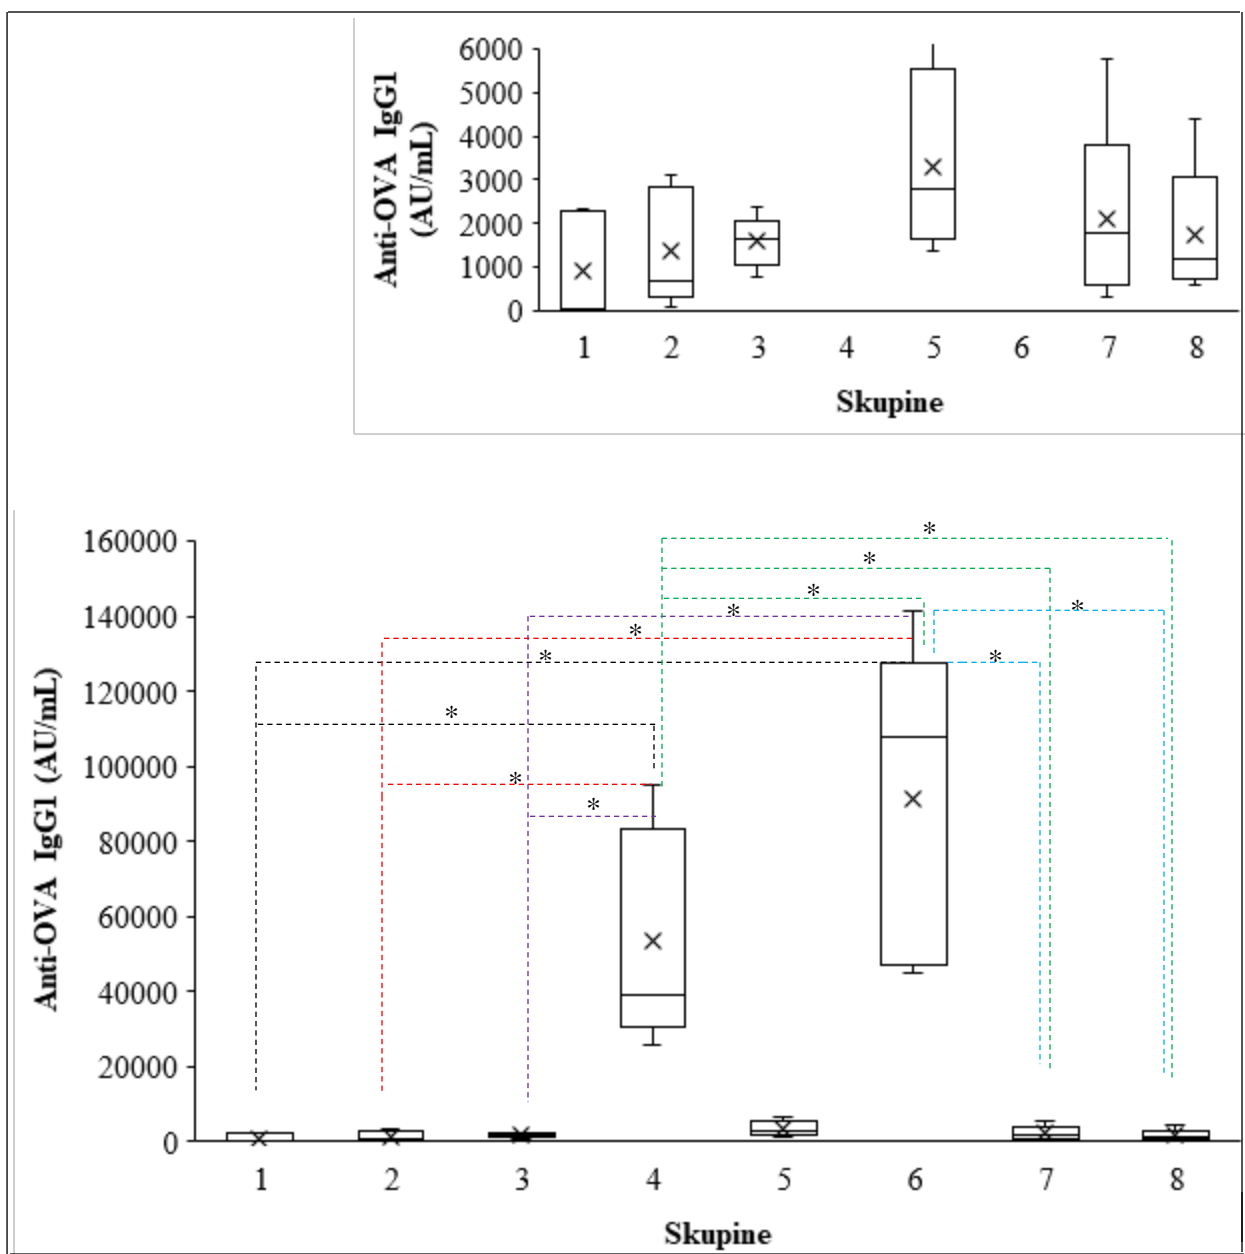 6000
5000
4000
3000
2000
1000
0
Anti-OVA IgG1
(AU/mL)
1 2 3 4 5 6 7 8
Skupine
160000
140000
120000
100000
80000
60000
40000
20000
0
Anti-OVA IgG1 (AU/mL)
* * * * * * * * * * *
1 2 3 4 5 6 7 8
Skupine